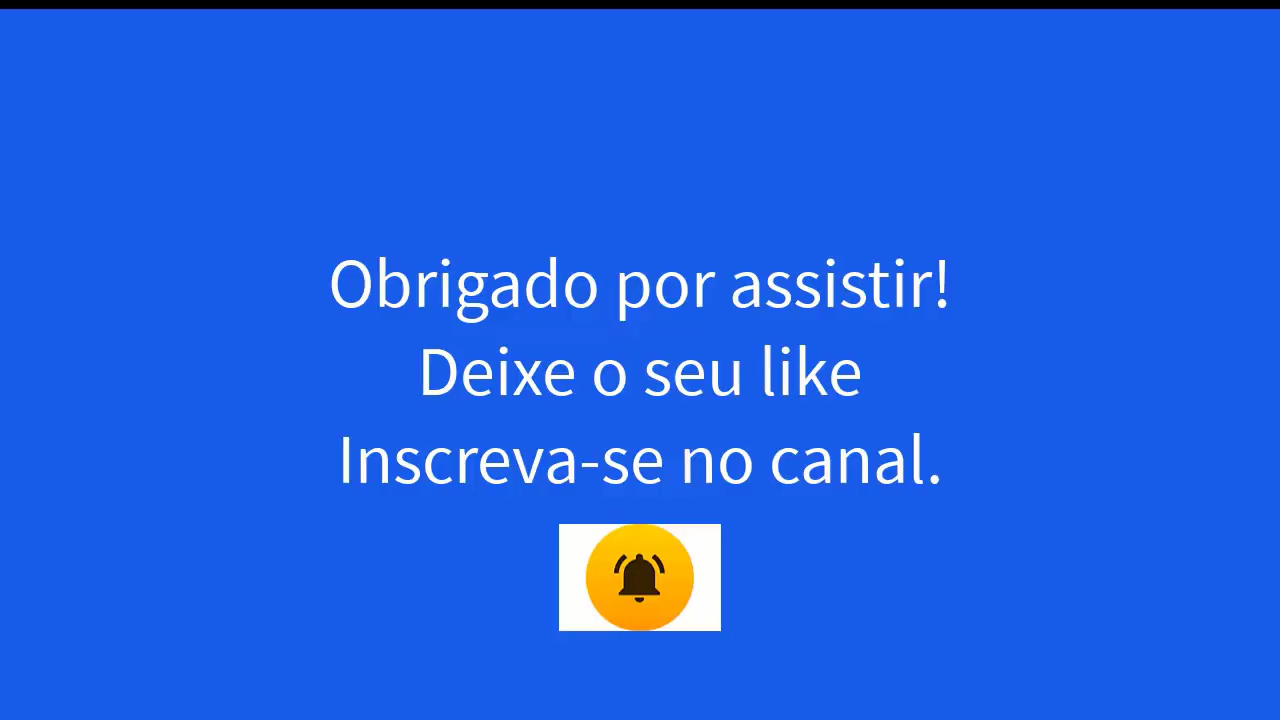 Obrigado por assistir!
Deixe o seu like
Inscreva-se no canal.